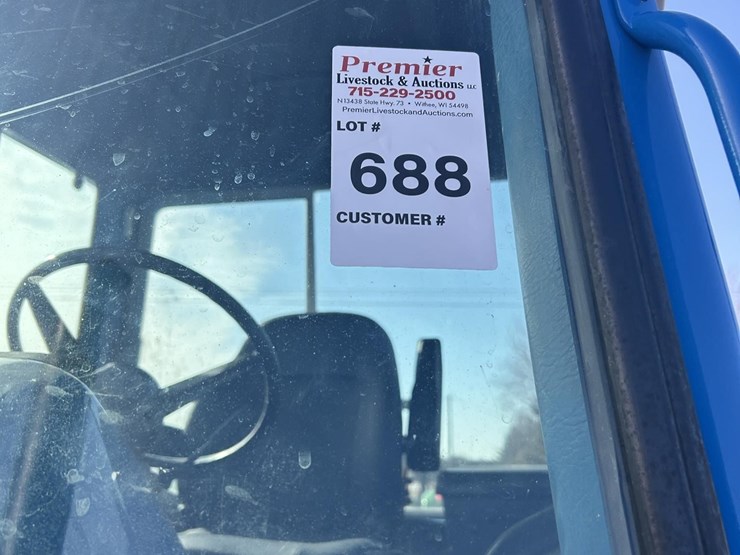 Premier
Livestock & Auctions LLC
715-229-2500
N13438 State Hwy. 73 • Withee, WI 54498
PremierLivestockandAuctions.com
LOT #
688
CUSTOMER #